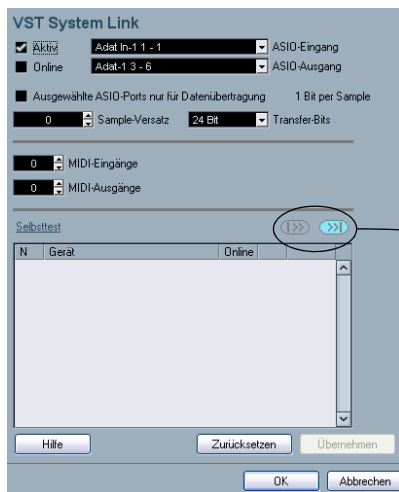 VST System Link
Aktiv Adat In-1 1 - 1 ASIO-Eingang
Online Adat-1 3 - 6 ASIO-Ausgang
Ausgewählte ASIO-Ports nur für Datenübertragung 1 Bit per Sample
0 Sample-Versatz 24 Bit Transfer-Bits
0 MIDI-Eingänge
0 MIDI-Ausgänge
Selbsttest
N Gerät Online
Hilfe Zurücksetzen Übernehmen
OK Abbrechen